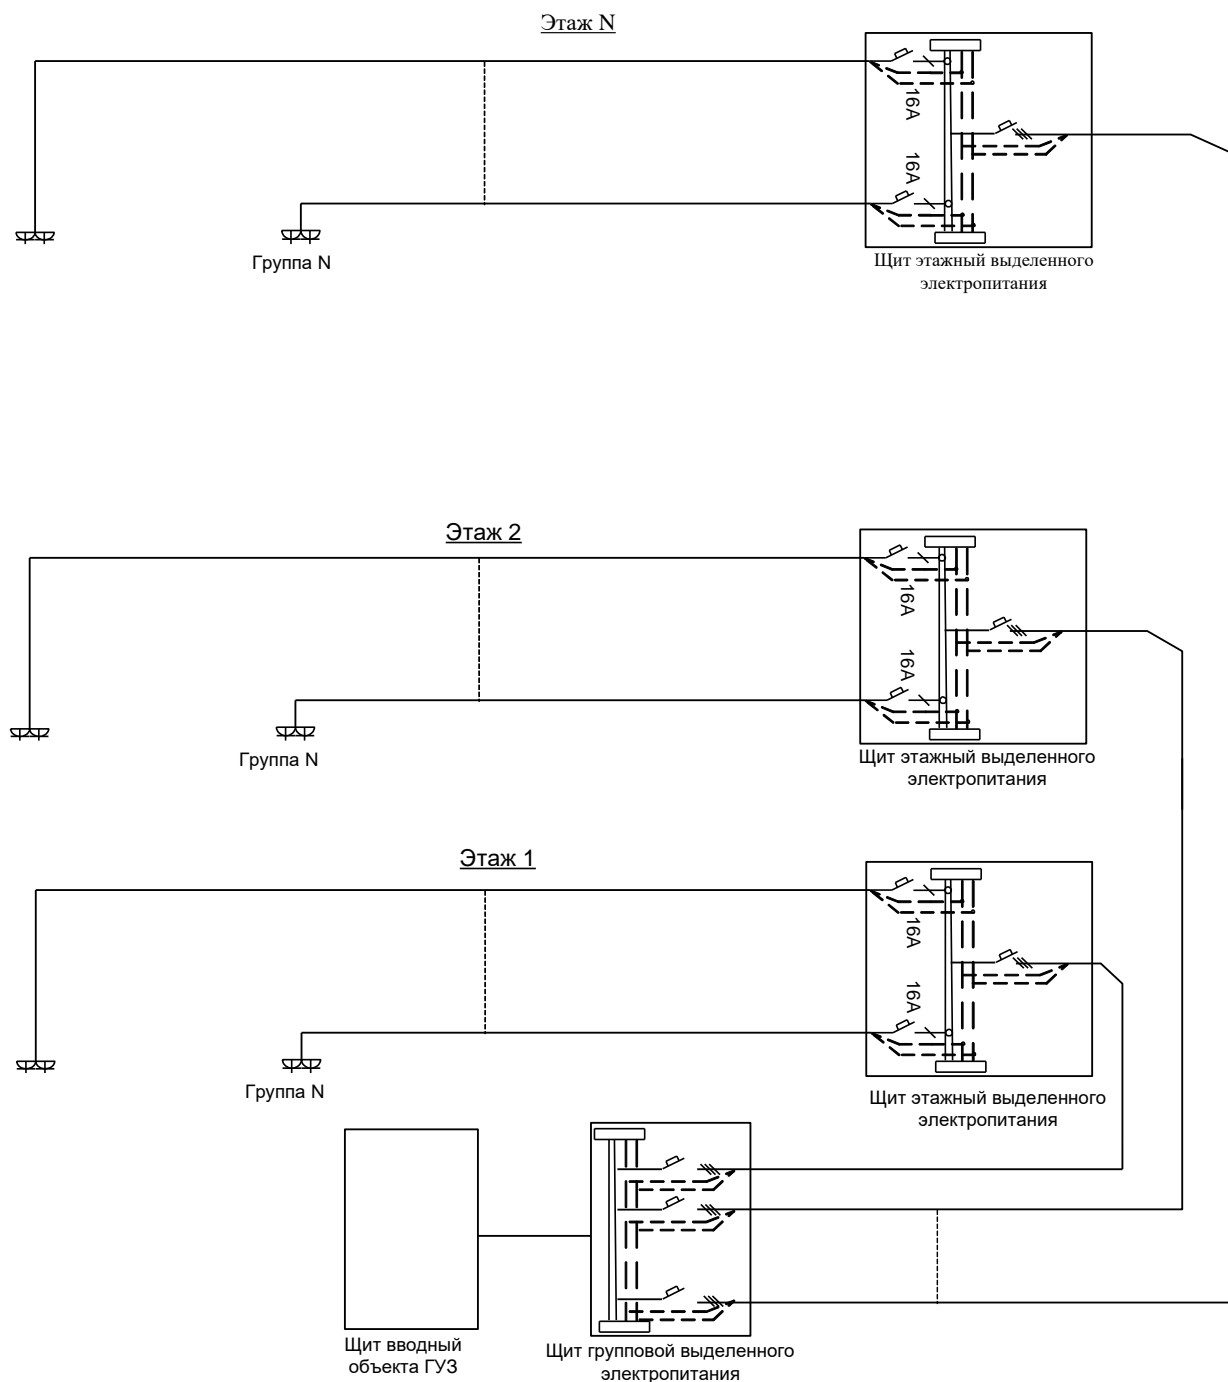 Этаж N
16А
16А
Группа N
Щит этажный выделенного
электропитания
Этаж 2
16А
16А
Группа N
Щит этажный выделенного
электропитания
Этаж 1
16А
16А
Группа N
Щит этажный выделенного
электропитания
Щит вводный
объекта ГУЗ
Щит групповой выделенного
электропитания